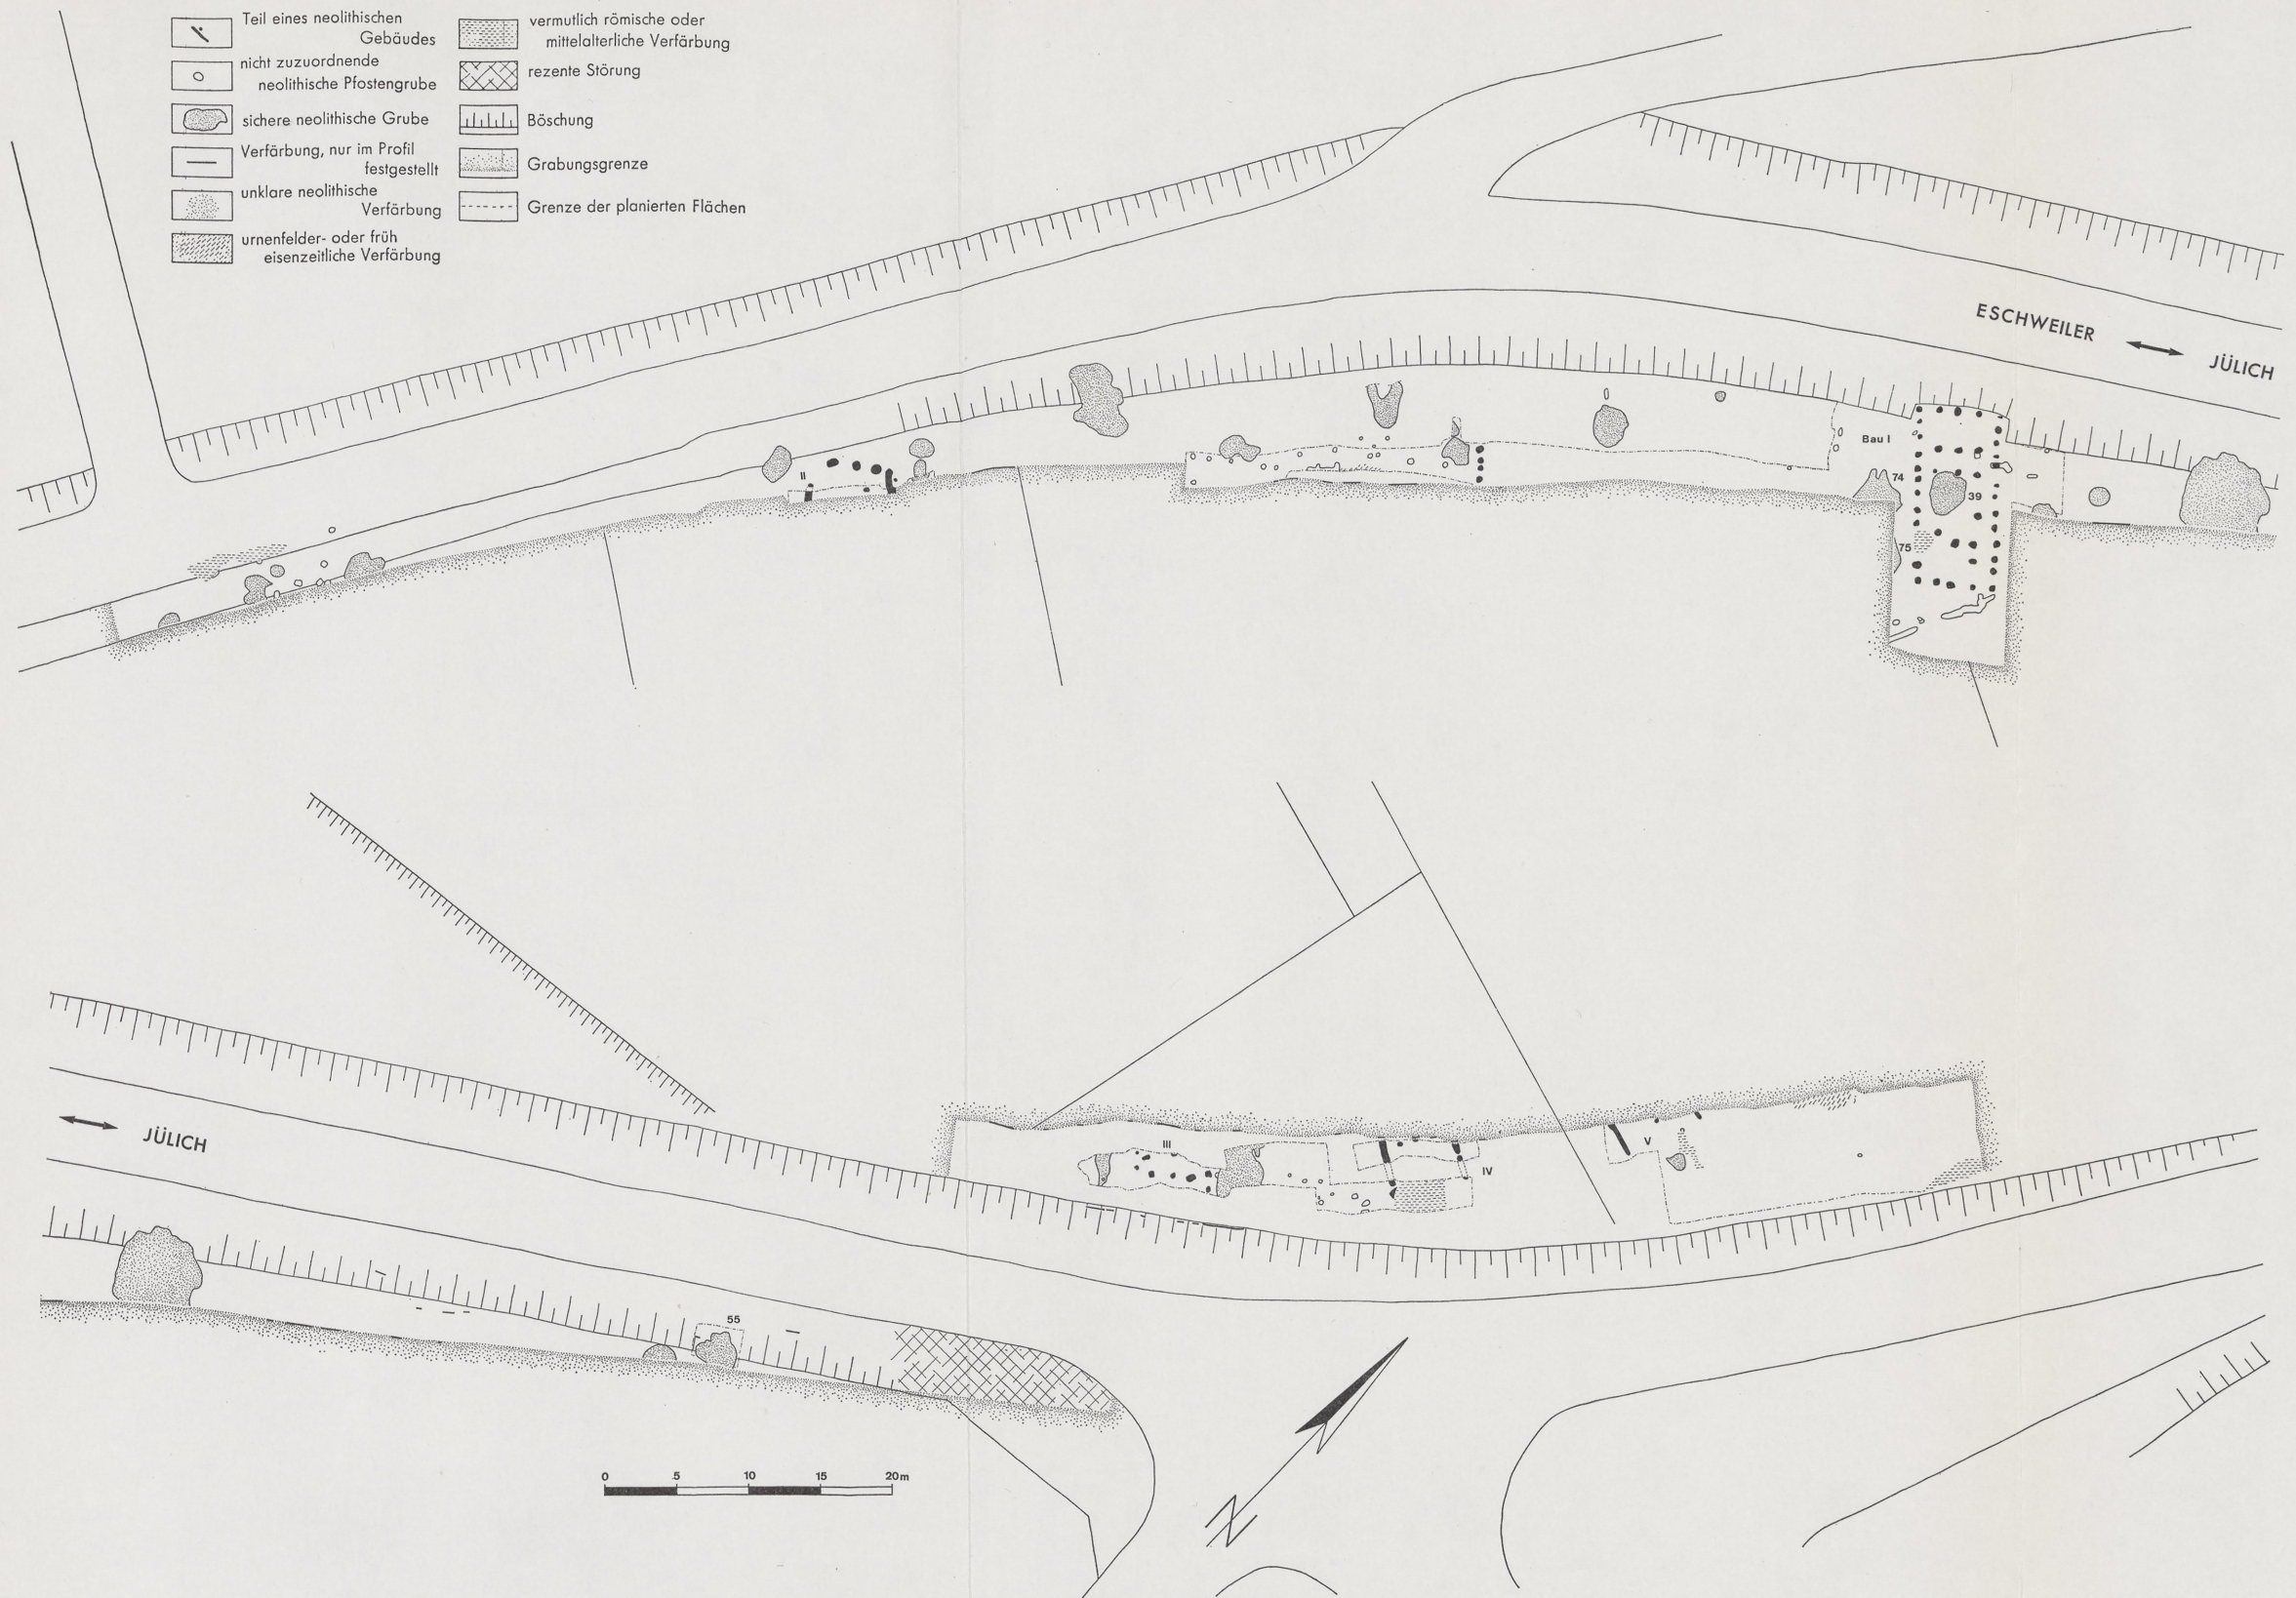 Teil eines neolithischen
Gebäudes
nicht zuzuordnende
neolithische Pfostengrube
sichere neolithische Grube
Verfärbung, nur im Profil
festgestellt
unklare neolithische
Verfärbung
urnenfelder- oder früh
eisenzeitliche Verfärbung
vermutlich römische oder
mittelalterliche Verfärbung
rezente Störung
Böschung
Grabungsgrenze
Grenze der planierten Flächen
ESCHWEILER
JÜLICH
Bau I
II
74
39
75
JÜLICH
III
IV
V
55
0 5 10 15 20m
N